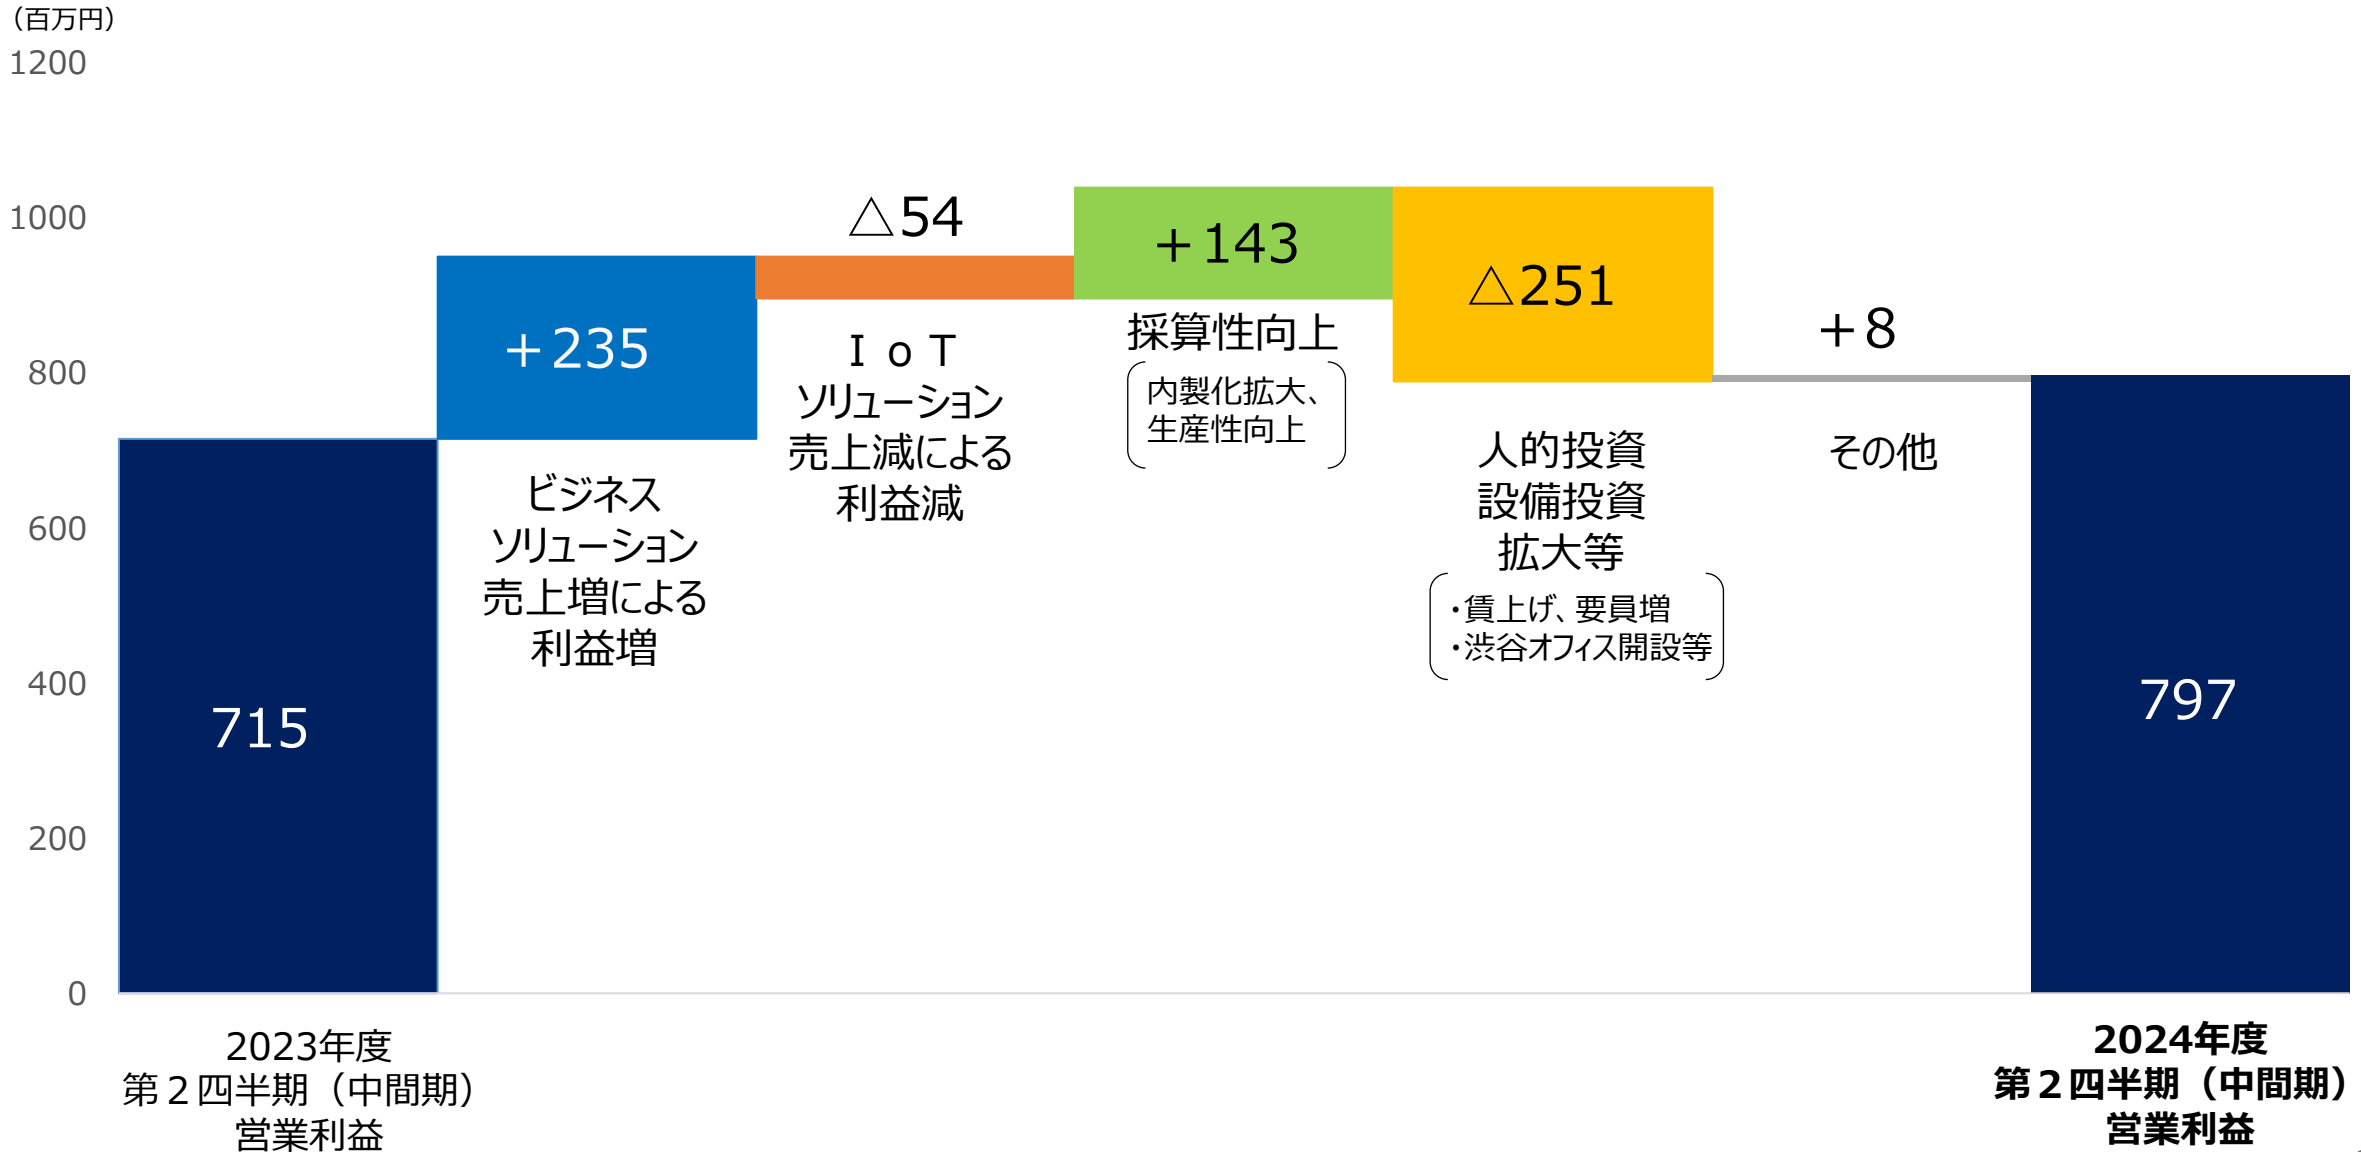 （百万円）
1200
1000
800
600
400
200
0
715
＋235
ビジネス
ソリューション
売上増による
利益増
△54
ＩｏＴ
ソリューション
売上減による
利益減
＋143
採算性向上
内製化拡大、
生産性向上
△251
人的投資
設備投資
拡大等
・賃上げ、要員増
・渋谷オフィス開設等
＋8
その他
797
2023年度
第２四半期（中間期）
営業利益
2024年度
第２四半期（中間期）
営業利益